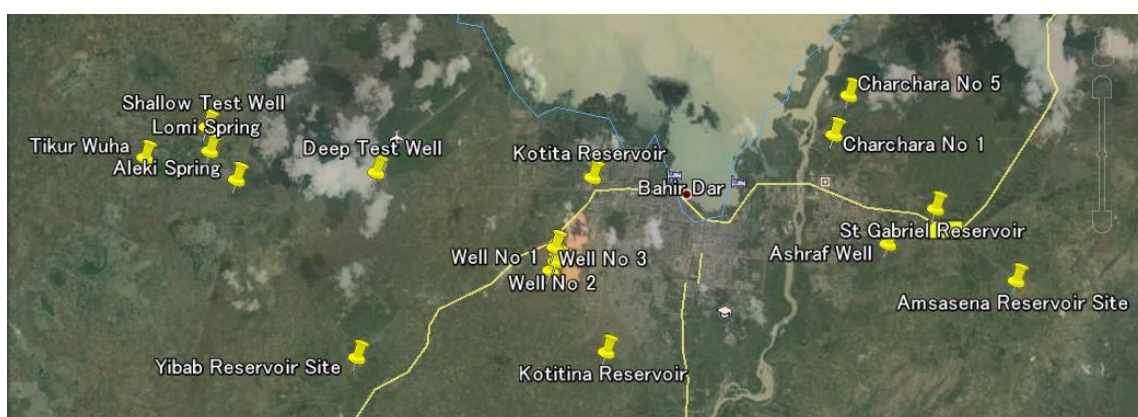 Charchara No 5
Shallow Test Well
Lomi Spring
Tikur Wuha
Deep Test Well
Kotita Reservoir
Charchara No 1
Aleki Spring
Bahir Dar
St Gabriel Reservoir
Well No 1
Well No 3
Ashraf Well
Well No 2
Amsasena Reservoir Site
Yibab Reservoir Site
Kotitina Reservoir